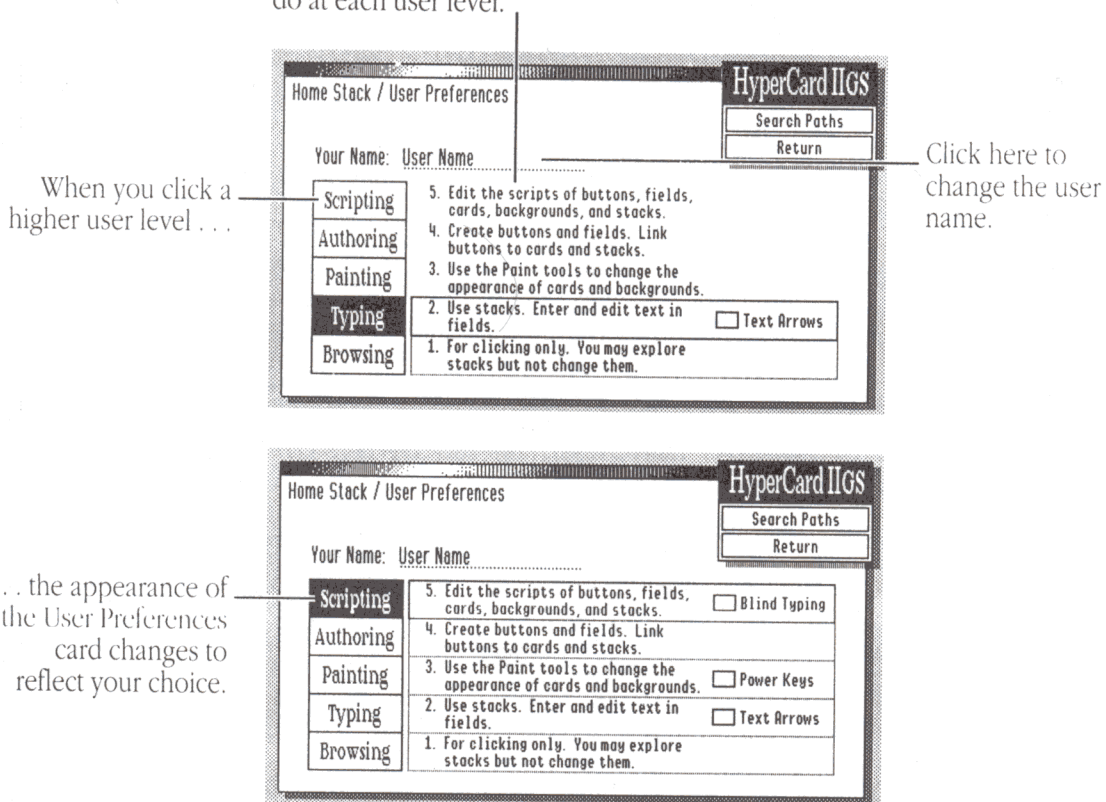 do at each user level.
HyperCard IIGS
Home Stack / User Preferences
Search Paths
Return
Your Name: User Name
Click here to
change the user
name.
When you click a
higher user level . . .
Scripting
5. Edit the scripts of buttons, fields,
cards, backgrounds, and stacks.
Authoring
4. Create buttons and fields. Link
buttons to cards and stacks.
Painting
3. Use the Paint tools to change the
appearance of cards and backgrounds.
Typing
2. Use stacks. Enter and edit text in
fields.
Text Arrows
Browsing
1. For clicking only. You may explore
stacks but not change them.
HyperCard IIGS
Home Stack / User Preferences
Search Paths
Return
Your Name: User Name
. . the appearance of
the User Preferences
card changes to
reflect your choice.
Scripting
5. Edit the scripts of buttons, fields,
cards, backgrounds, and stacks.
Blind Typing
Authoring
4. Create buttons and fields. Link
buttons to cards and stacks.
Painting
3. Use the Paint tools to change the
appearance of cards and backgrounds.
Power Keys
Typing
2. Use stacks. Enter and edit text in
fields.
Text Arrows
Browsing
1. For clicking only. You may explore
stacks but not change them.